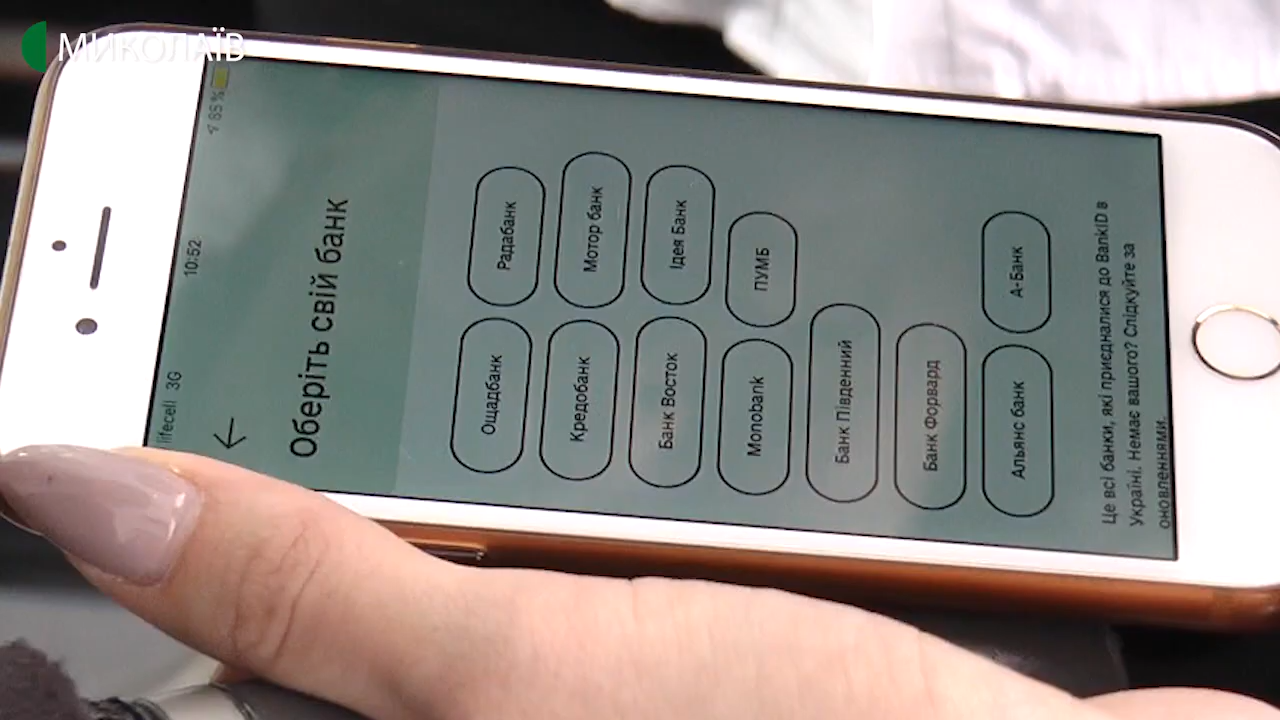 МИКОЛАЇВ
lifecell 3G 10:52 85 %
Оберіть свій банк
Ощадбанк Радабанк
Кредобанк Мотор банк
Банк Восток Ідея Банк
Monobank ПУМБ
Банк Південний
Банк Форвард
Альянс банк А-Банк
Це всі банки, які приєдналися до BankID в
Україні. Немає вашого? Слідкуйте за
оновленнями.